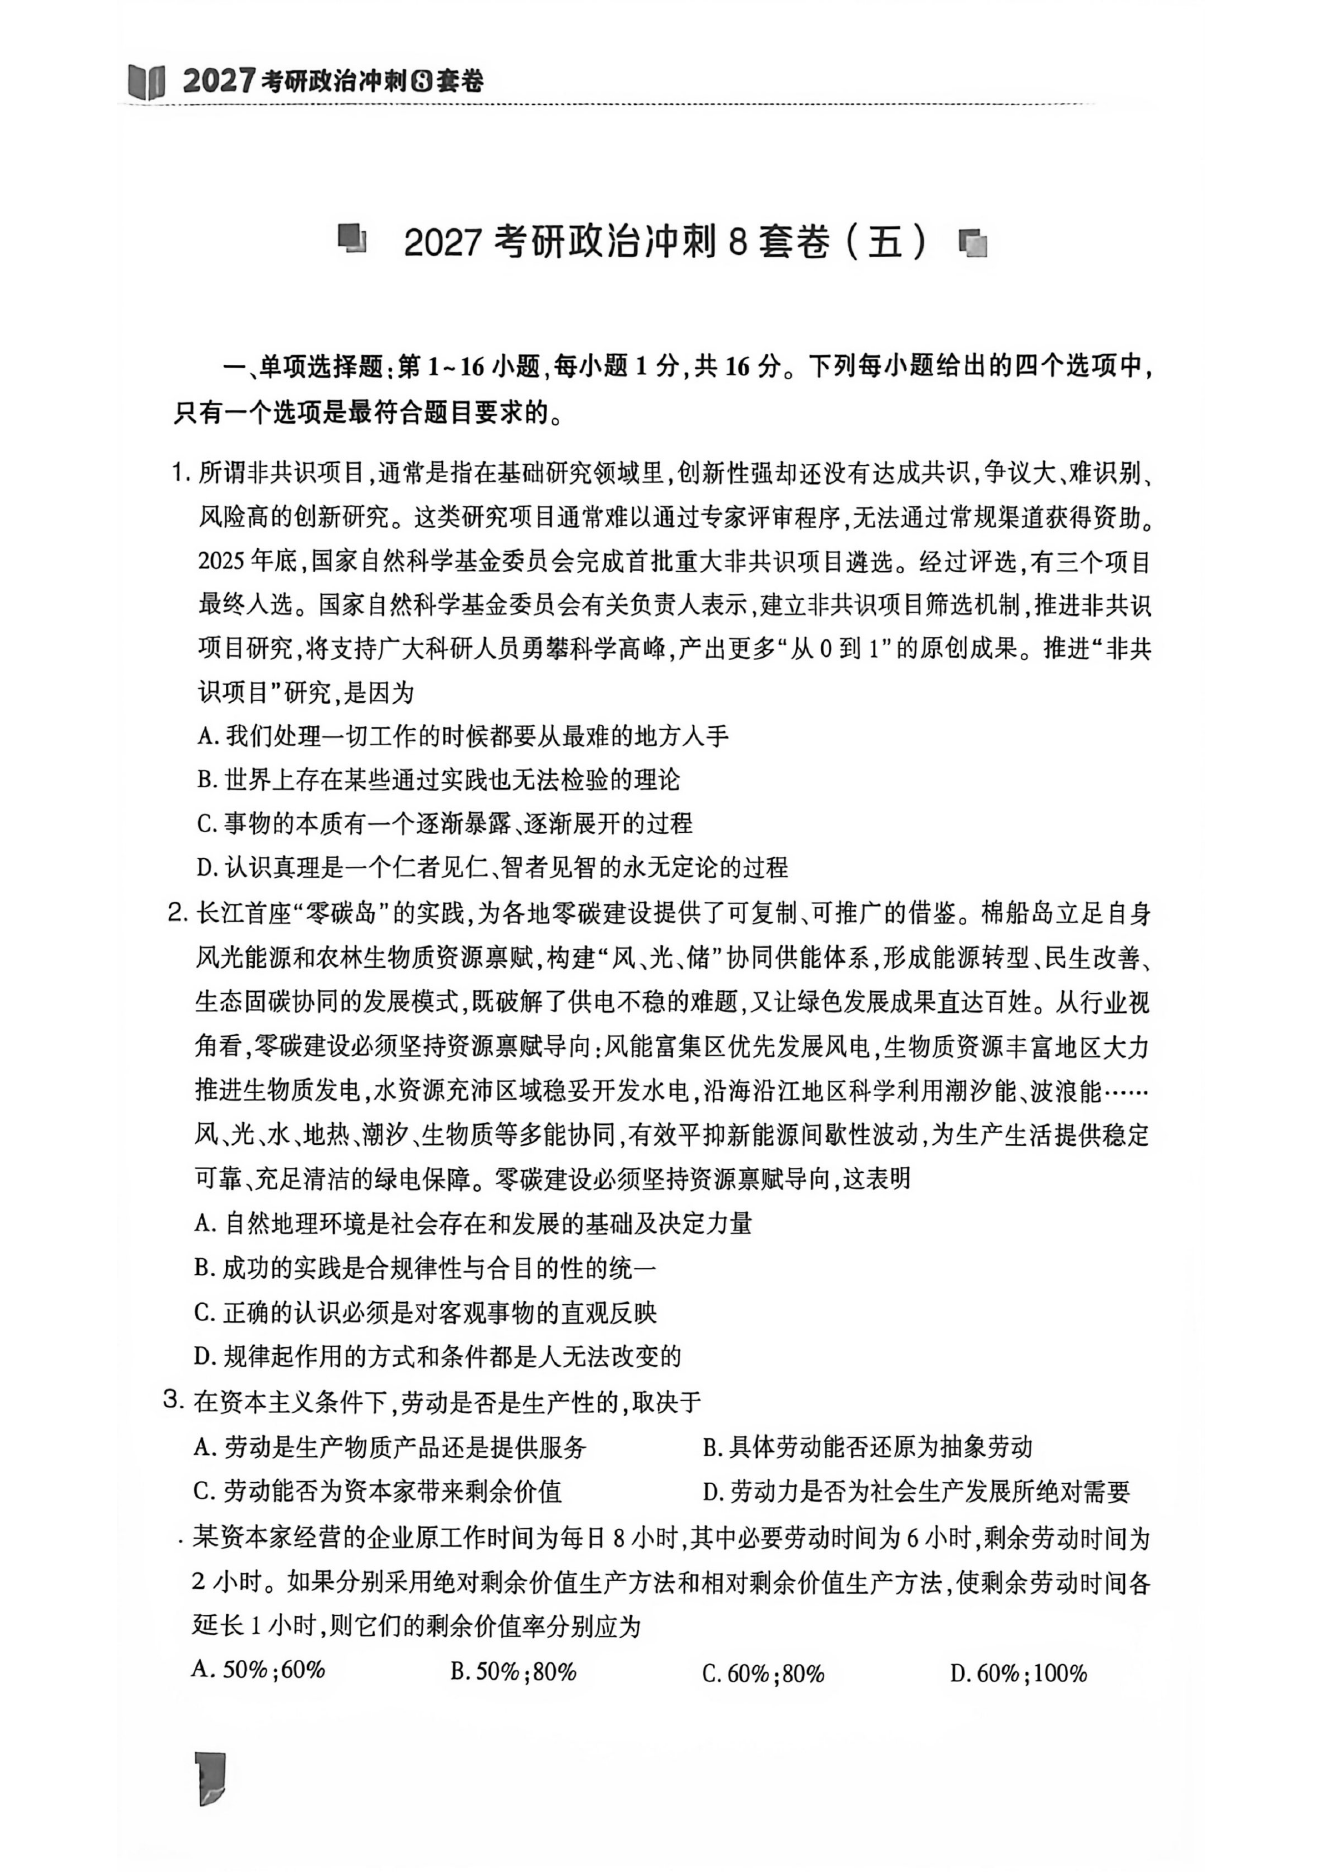 2027考研政治冲刺8套卷
2027考研政治冲刺8套卷(五)
一、单项选择题:第1~16小题,每小题1分,共16分。下列每小题给出的四个选项中,
只有一个选项是最符合题目要求的。
1. 所谓非共识项目,通常是指在基础研究领域里,创新性强却还没有达成共识,争议大、难识别、
风险高的创新研究。这类研究项目通常难以通过专家评审程序,无法通过常规渠道获得资助。
2025年底,国家自然科学基金委员会完成首批重大非共识项目遴选。经过评选,有三个项目
最终入选。国家自然科学基金委员会有关负责人表示,建立非共识项目筛选机制,推进非共识
项目研究,将支持广大科研人员勇攀科学高峰,产出更多“从0到1”的原创成果。推进“非共
识项目”研究,是因为
A. 我们处理一切工作的时候都要从最难的地方入手
B. 世界上存在某些通过实践也无法检验的理论
C. 事物的本质有一个逐渐暴露、逐渐展开的过程
D. 认识真理是一个仁者见仁、智者见智的永无定论的过程
2. 长江首座“零碳岛”的实践,为各地零碳建设提供了可复制、可推广的借鉴。棉船岛立足自身
风光能源和农林生物质资源禀赋,构建“风、光、储”协同供能体系,形成能源转型、民生改善、
生态固碳协同的发展模式,既破解了供电不稳的难题,又让绿色发展成果直达百姓。从行业视
角看,零碳建设必须坚持资源禀赋导向:风能富集区优先发展风电,生物质资源丰富地区大力
推进生物质发电,水资源充沛区域稳妥开发水电,沿海沿江地区科学利用潮汐能、波浪能……
风、光、水、地热、潮汐、生物质等多能协同,有效平抑新能源间歇性波动,为生产生活提供稳定
可靠、充足清洁的绿电保障。零碳建设必须坚持资源禀赋导向,这表明
A. 自然地理环境是社会存在和发展的基础及决定力量
B. 成功的实践是合规律性与合目的性的统一
C. 正确的认识必须是对客观事物的直观反映
D. 规律起作用的方式和条件都是人无法改变的
3. 在资本主义条件下,劳动是否是生产性的,取决于
A. 劳动是生产物质产品还是提供服务 B. 具体劳动能否还原为抽象劳动
C. 劳动能否为资本家带来剩余价值 D. 劳动力是否为社会生产发展所绝对需要
. 某资本家经营的企业原工作时间为每日8小时,其中必要劳动时间为6小时,剩余劳动时间为
2小时。如果分别采用绝对剩余价值生产方法和相对剩余价值生产方法,使剩余劳动时间各
延长1小时,则它们的剩余价值率分别应为
A. 50%;60% B. 50%;80% C. 60%;80% D. 60%;100%